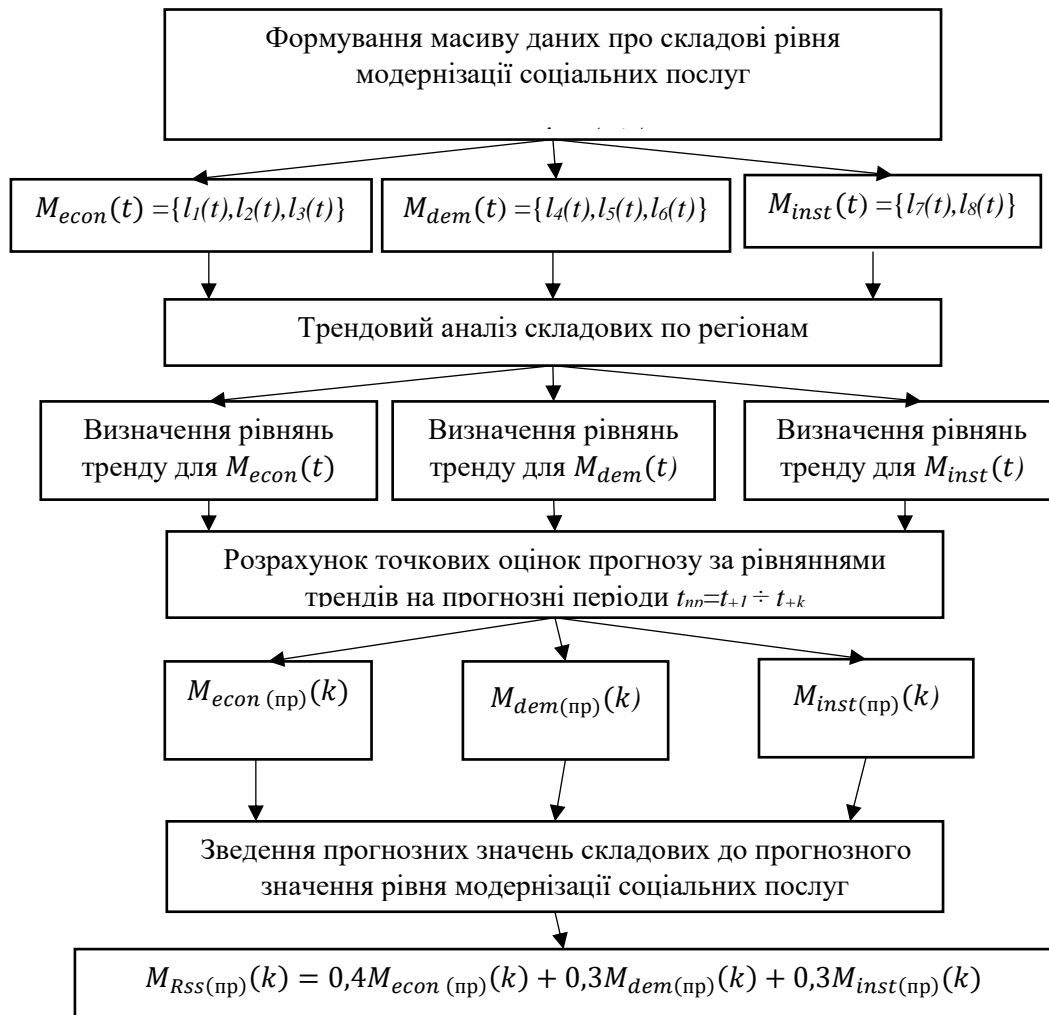 Формування масиву даних про складові рівня
модернізації соціальних послуг
M_econ(t) ={l₁(t),l₂(t),l₃(t)}
M_dem(t) ={l₄(t),l₅(t),l₆(t)}
M_inst(t) ={l₇(t),l₈(t)}
Трендовий аналіз складових по регіонам
Визначення рівнянь
тренду для M_econ(t)
Визначення рівнянь
тренду для M_dem(t)
Визначення рівнянь
тренду для M_inst(t)
Розрахунок точкових оцінок прогнозу за рівняннями
трендів на прогнозні періоди t_пр=t₊₁ ÷ t₊ₖ
M_econ (пр)(k)
M_dem(пр)(k)
M_inst(пр)(k)
Зведення прогнозних значень складових до прогнозного
значення рівня модернізації соціальних послуг
M_Rss(пр)(k) = 0,4M_econ (пр)(k) + 0,3M_dem(пр)(k) + 0,3M_inst(пр)(k)